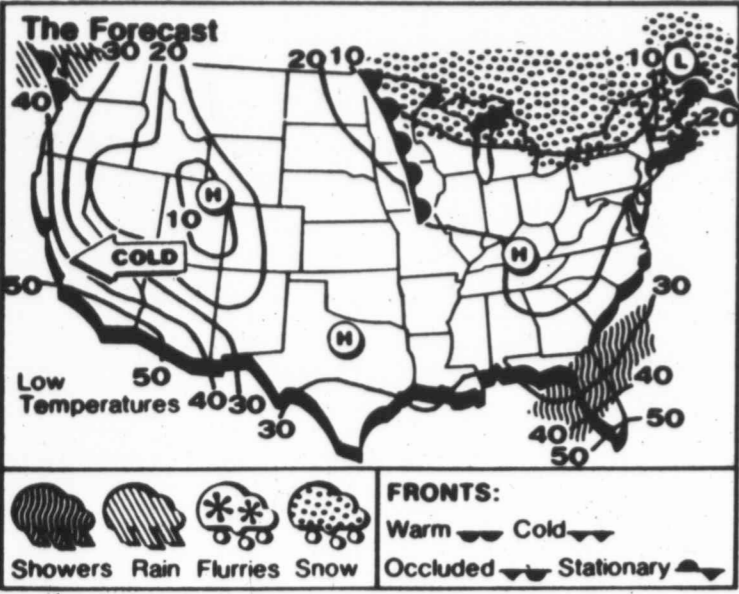 The Forecast
30 20
20 10
10
L
20
40
H
10
COLD
H
50
30
H
Low
Temperatures
50
40 30
30
40
50
40
50
FRONTS:
Warm Cold
Showers Rain Flurries Snow
Occluded Stationary